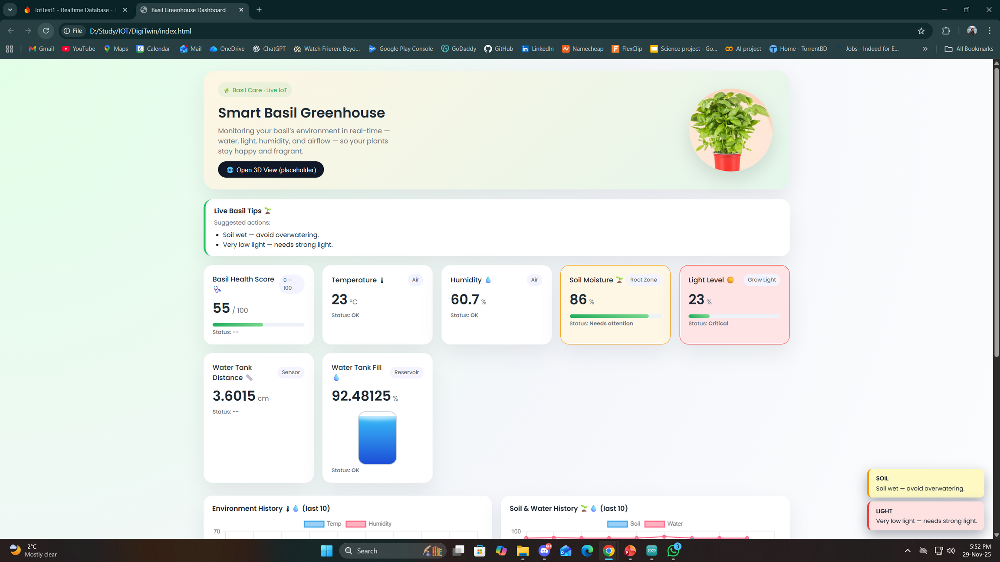 IotTest1 - Realtime Database -
Basil Greenhouse Dashboard
File
D:/Study/IOT/DigiTwin/index.html
Gmail
YouTube
Maps
Calendar
Mail
OneDrive
ChatGPT
Watch Frieren: Beyo...
Google Play Console
GoDaddy
GitHub
LinkedIn
Namecheap
FlexClip
Science project - Go...
AI project
Home - TorrentBD
Jobs - Indeed for E...
All Bookmarks
Basil Care · Live IoT
Smart Basil Greenhouse
Monitoring your basil’s environment in real-time —
water, light, humidity, and airflow — so your plants
stay happy and fragrant.
Open 3D View (placeholder)
Live Basil Tips
Suggested actions:
• Soil wet — avoid overwatering.
• Very low light — needs strong light.
Basil Health Score
0 –
100
55 / 100
Status: --
Temperature
Air
23 °C
Status: OK
Humidity
Air
60.7 %
Status: OK
Soil Moisture
Root Zone
86 %
Status: Needs attention
Light Level
Grow Light
23 %
Status: Critical
Water Tank
Distance
Sensor
3.6015 cm
Status: --
Water Tank Fill
Reservoir
92.48125 %
Status: OK
SOIL
Soil wet — avoid overwatering.
LIGHT
Very low light — needs strong light.
Environment History (last 10)
Temp
Humidity
70
Soil & Water History (last 10)
Soil
Water
100
-2°C
Mostly clear
Search
9+
3
5:52 PM
29-Nov-25